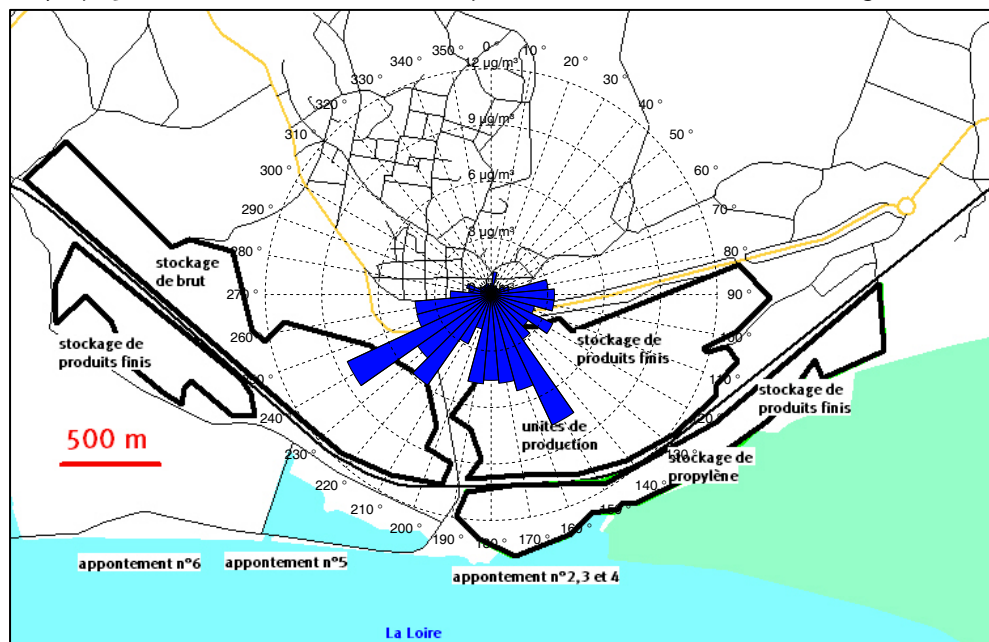 0 °
10 °
20 °
30 °
40 °
50 °
60 °
70 °
80 °
90 °
100 °
110 °
120 °
130 °
140 °
150 °
160 °
180 °
190 °
200 °
210 °
220 °
230 °
240 °
250 °
260 °
270 °
280 °
290 °
300 °
310 °
320 °
330 °
340 °
350 °
12 µg/m³
9 µg/m³
6 µg/m³
3 µg/m³
stockage
de brut
stockage de
produits finis
stockage de
produits finis
stockage de
produits finis
unités de
production
stockage de
propylène
500 m
appontement n°6
appontement n°5
appontement n°2, 3 et 4
La Loire